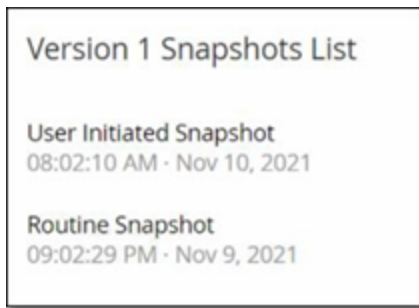 Version 1 Snapshots List
User Initiated Snapshot
08:02:10 AM · Nov 10, 2021
Routine Snapshot
09:02:29 PM · Nov 9, 2021